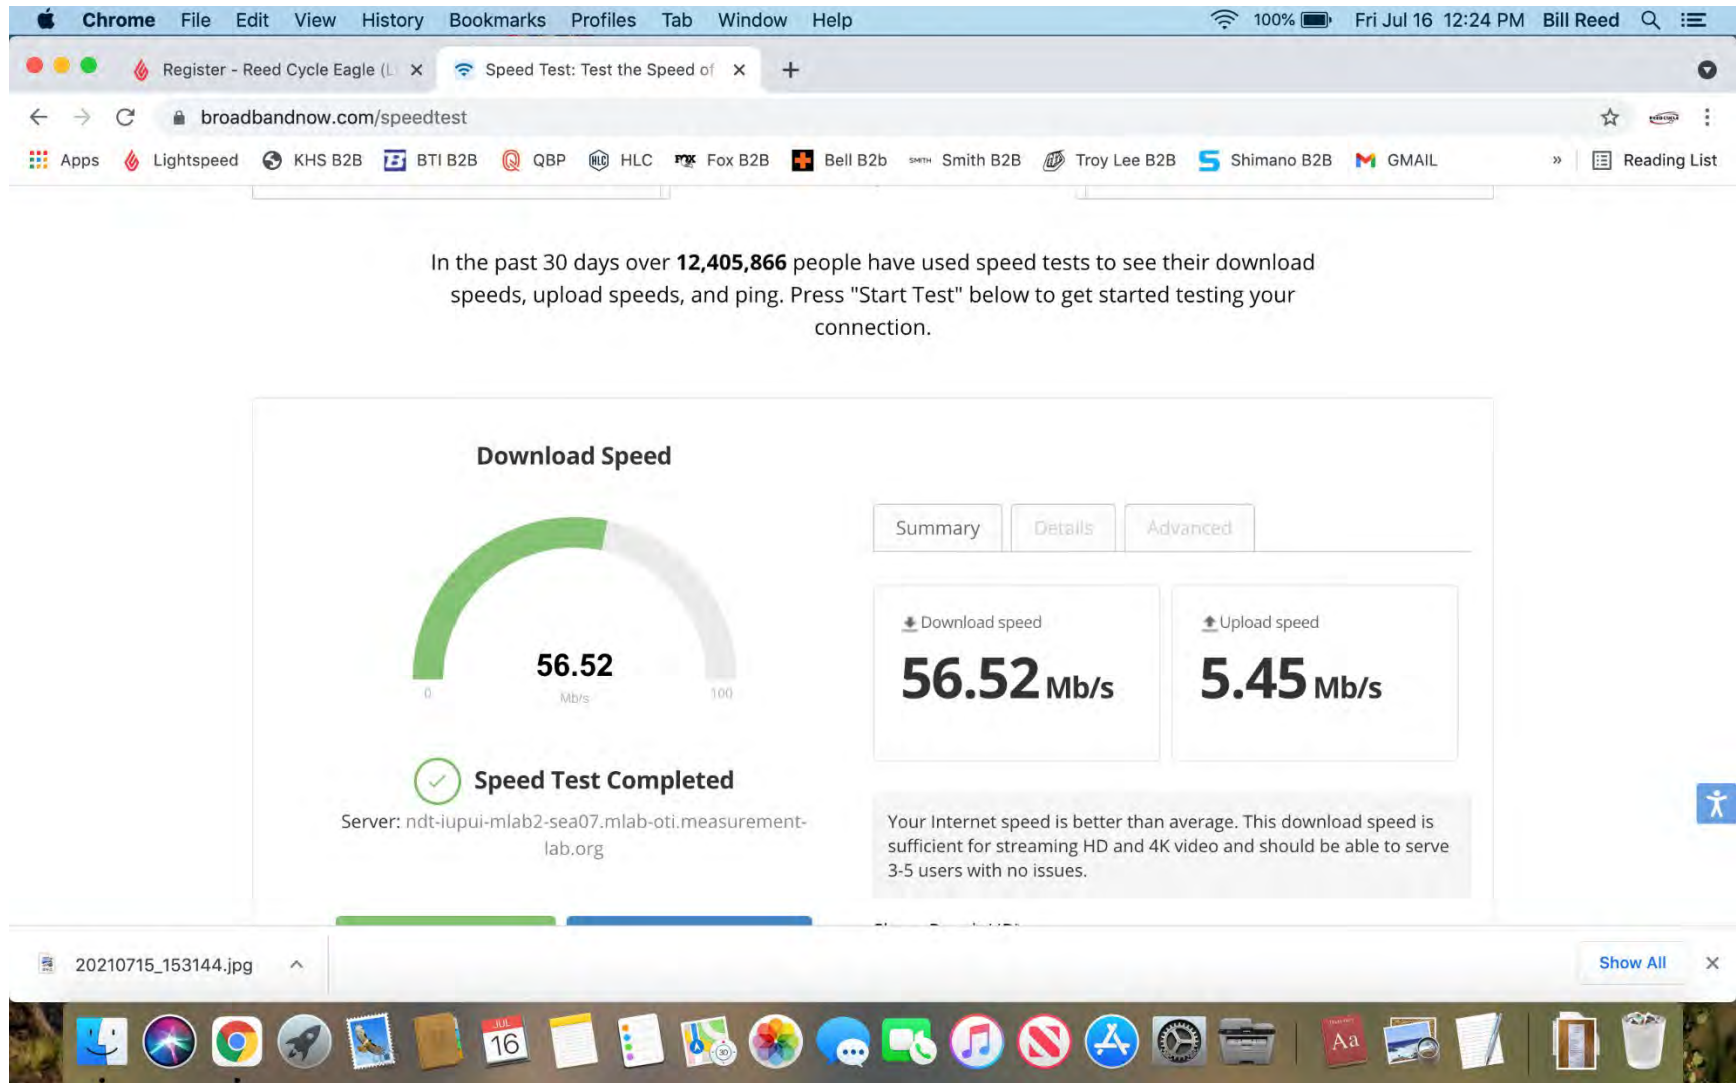 Chrome File Edit View History Bookmarks Profiles Tab Window Help 100% Fri Jul 16 12:24 PM Bill Reed
Register - Reed Cycle Eagle (L Speed Test: Test the Speed of
broadbandnow.com/speedtest
Apps Lightspeed KHS B2B BTI B2B QBP HLC Fox B2B Bell B2b SMITH Smith B2B Troy Lee B2B Shimano B2B GMAIL » Reading List
In the past 30 days over 12,405,866 people have used speed tests to see their download
speeds, upload speeds, and ping. Press "Start Test" below to get started testing your
connection.
Download Speed
56.52
Mb/s
0
100
Speed Test Completed
Server: ndt-iupui-mlab2-sea07.mlab-oti.measurement-
lab.org
Summary Details Advanced
Download speed
56.52 Mb/s
Upload speed
5.45 Mb/s
Your Internet speed is better than average. This download speed is
sufficient for streaming HD and 4K video and should be able to serve
3-5 users with no issues.
20210715_153144.jpg
Show All
JUL
16
Aa